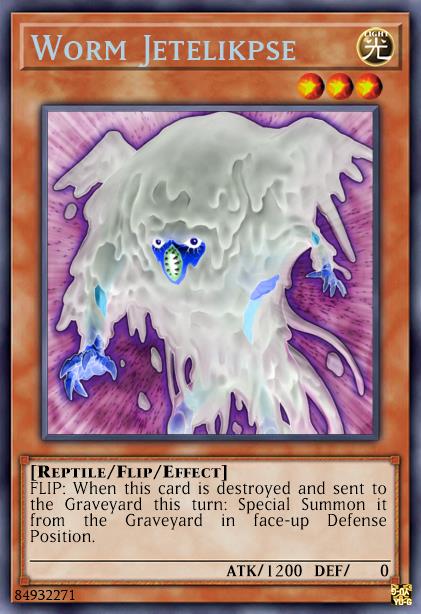 WORM JETELIKPSE
LIGHT
光
[REPTILE/FLIP/EFFECT]
FLIP: When this card is destroyed and sent to
the Graveyard this turn: Special Summon it
from the Graveyard in face-up Defense
Position.
ATK/1200 DEF/ 0
84932271